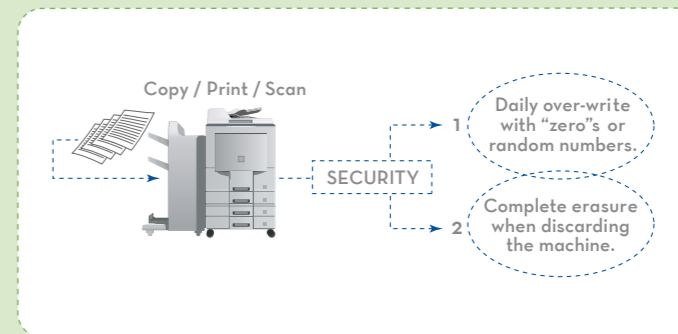 Copy / Print / Scan
SECURITY
1
Daily over-write
with “zero”s or
random numbers.
2
Complete erasure
when discarding
the machine.